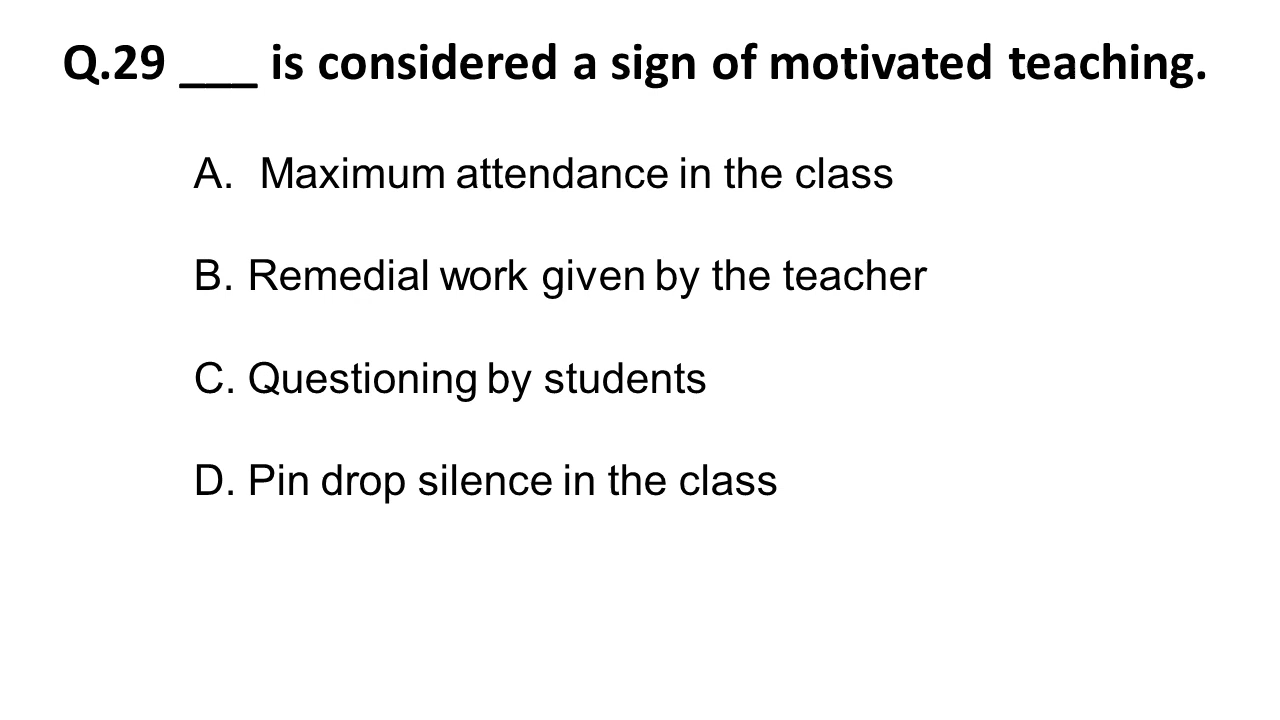 Q.29 ___ is considered a sign of motivated teaching.
A. Maximum attendance in the class
B. Remedial work given by the teacher
C. Questioning by students
D. Pin drop silence in the class